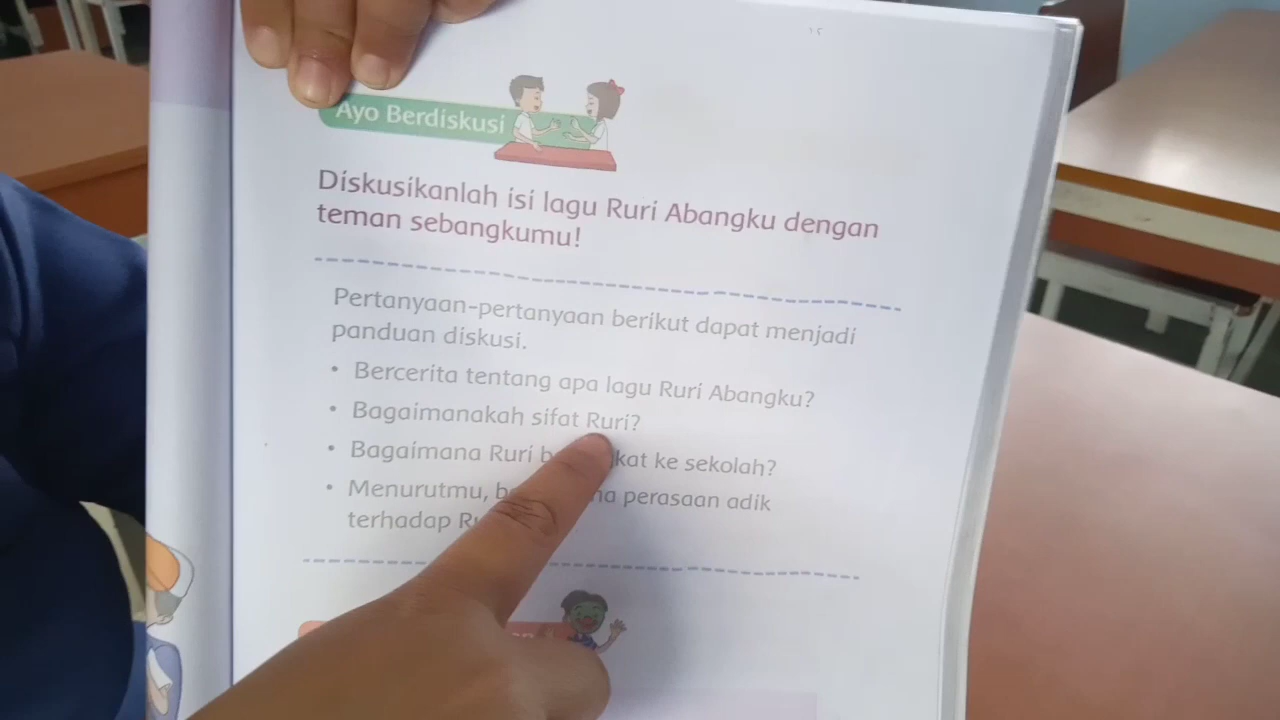 Ayo Berdiskusi
Diskusikanlah isi lagu Ruri Abangku dengan
teman sebangkumu!
Pertanyaan-pertanyaan berikut dapat menjadi
panduan diskusi.
• Bercerita tentang apa lagu Ruri Abangku?
• Bagaimanakah sifat Ruri?
• Bagaimana Ruri kat ke sekolah?
• Menurutmu, perasaan adik
terhadap